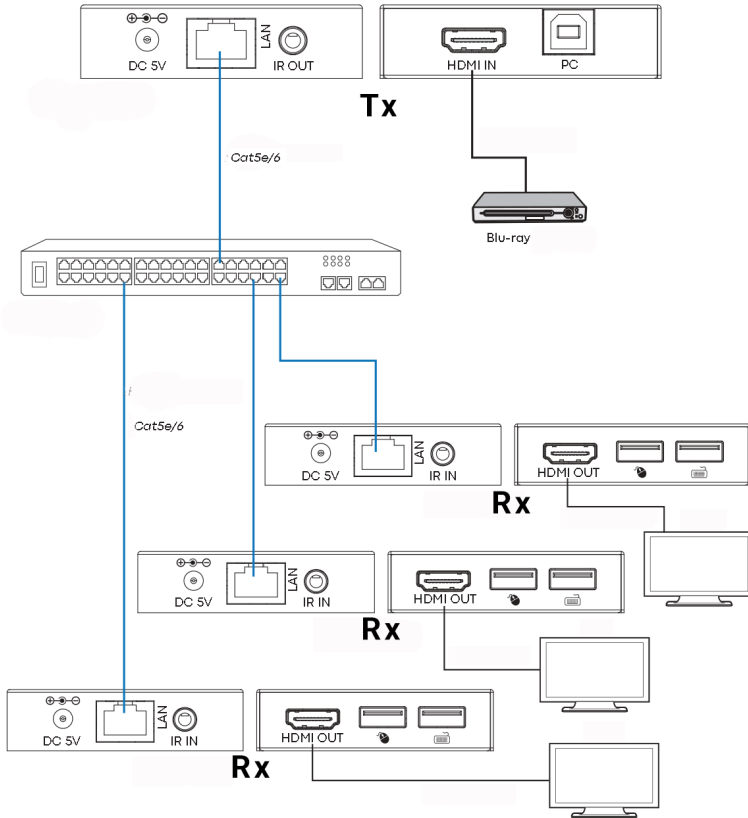 DC 5V
LAN
IR OUT
HDMI IN
PC
Tx
Cat5e/6
Blu-ray
Cat5e/6
DC 5V
LAN
IR IN
HDMI OUT
Rx
DC 5V
LAN
IR IN
HDMI OUT
Rx
DC 5V
LAN
IR IN
HDMI OUT
Rx